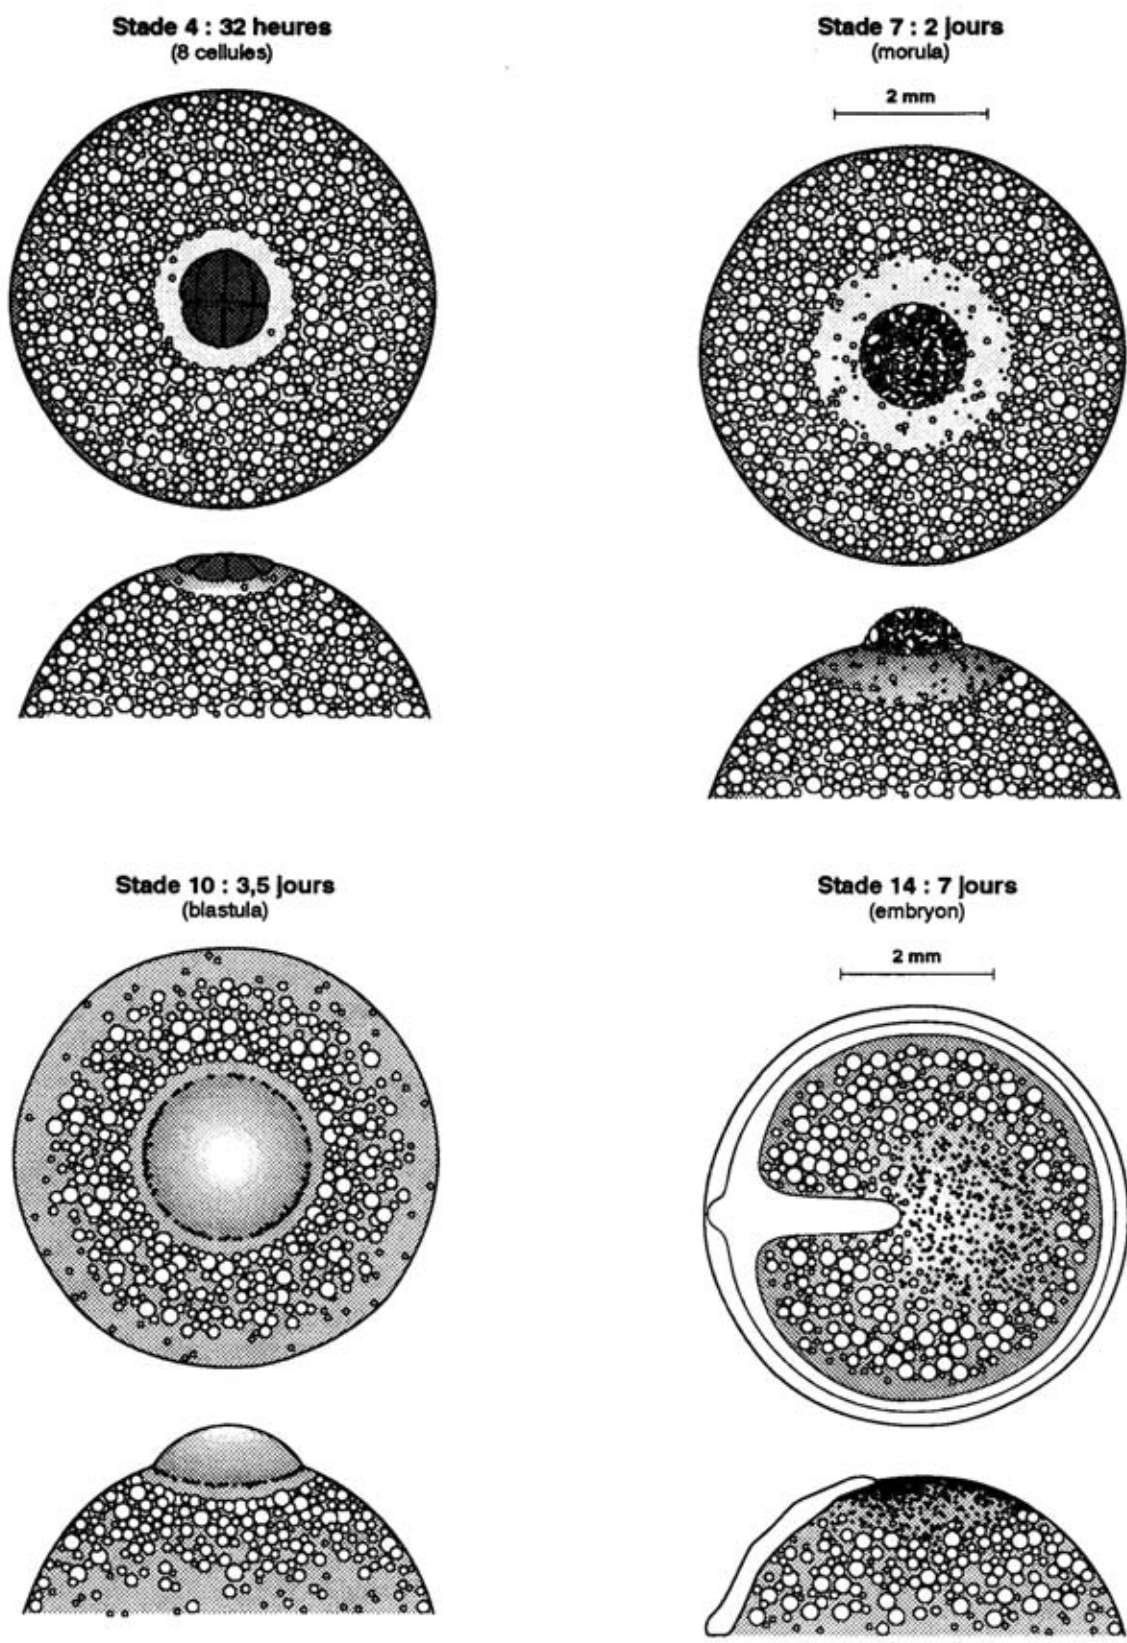 Stade 4 : 32 heures
(8 cellules)
Stade 7 : 2 jours
(morula)
2 mm
Stade 10 : 3,5 jours
(blastula)
Stade 14 : 7 jours
(embryon)
2 mm